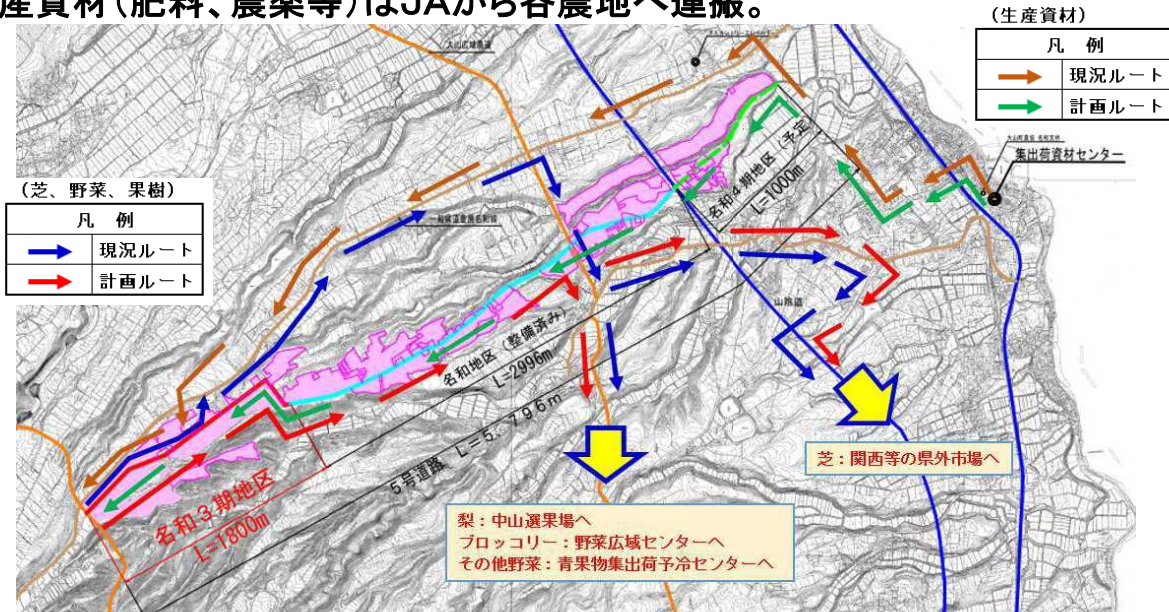 産資材(肥料、農薬等)はJAから各農地へ運搬。
(生産資材)
凡 例
現況ルート
計画ルート
集出荷資材センター
(芝、野菜、果樹)
凡 例
現況ルート
計画ルート
名和4期地区(予定)
L=1000m
山陰道
名和地区(整備済み)
L=2996m
5号道路 L=5,796m
名和3期地区
L=1800m
芝:関西等の県外市場へ
梨:中山選果場へ
ブロッコリー:野菜広域センターへ
その他野菜:青果物集出荷予冷センターへ